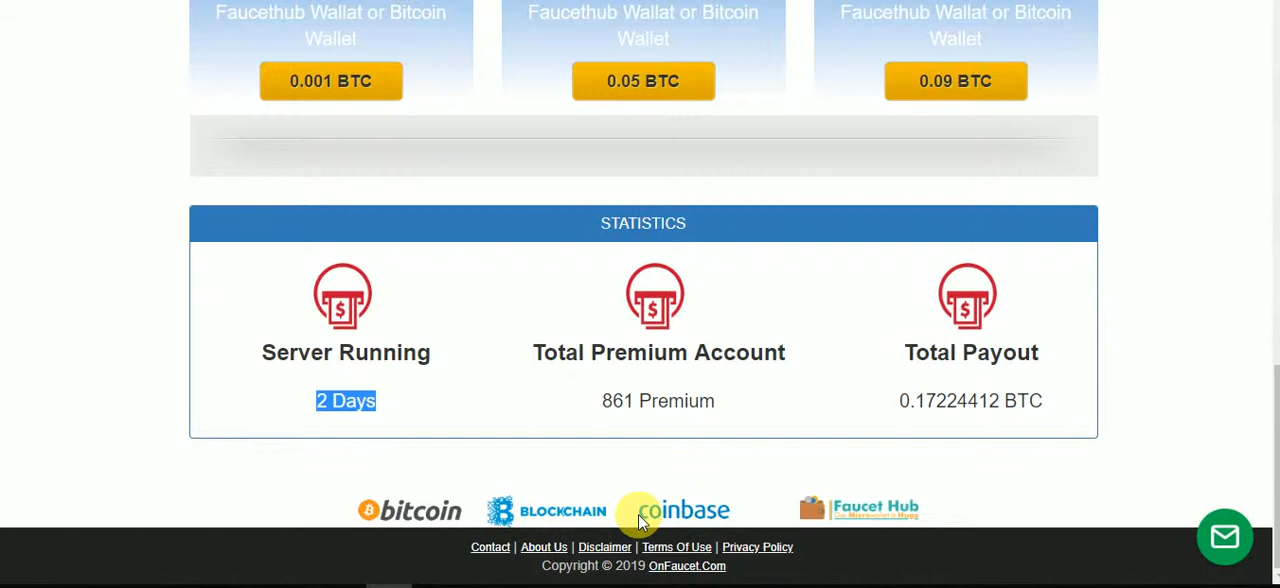 Faucethub Wallat or Bitcoin Wallet
Faucethub Wallat or Bitcoin Wallet
Faucethub Wallat or Bitcoin Wallet
0.001 BTC
0.05 BTC
0.09 BTC
STATISTICS
$
$
$
Server Running
Total Premium Account
Total Payout
2 Days
861 Premium
0.17224412 BTC
bitcoin
BLOCKCHAIN
coinbase
Faucet Hub
Contact | About Us | Disclaimer | Terms Of Use | Privacy Policy
Copyright © 2019 OnFaucet.Com